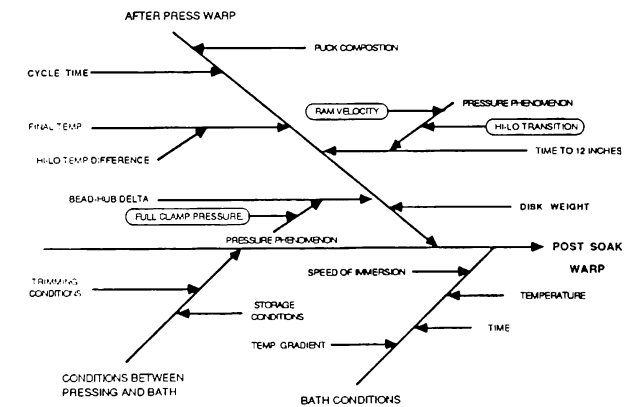 AFTER PRESS WARP
PUCK COMPOSTION
CYCLE TIME
RAM VELOCITY
PRESSURE PHENOMENON
FINAL TEMP
HI-LO TRANSITION
HI-LO TEMP DIFFERENCE
TIME TO 12 INCHES
BEAD-HUB DELTA
DISK WEIGHT
FULL CLAMP PRESSURE
PRESSURE PHENOMENON
POST SOAK
WARP
SPEED OF IMMERSION
TRIMMING
CONDITIONS
TEMPERATURE
STORAGE
CONDITIONS
TIME
TEMP GRADIENT
CONDITIONS BETWEEN
PRESSING AND BATH
BATH CONDITIONS